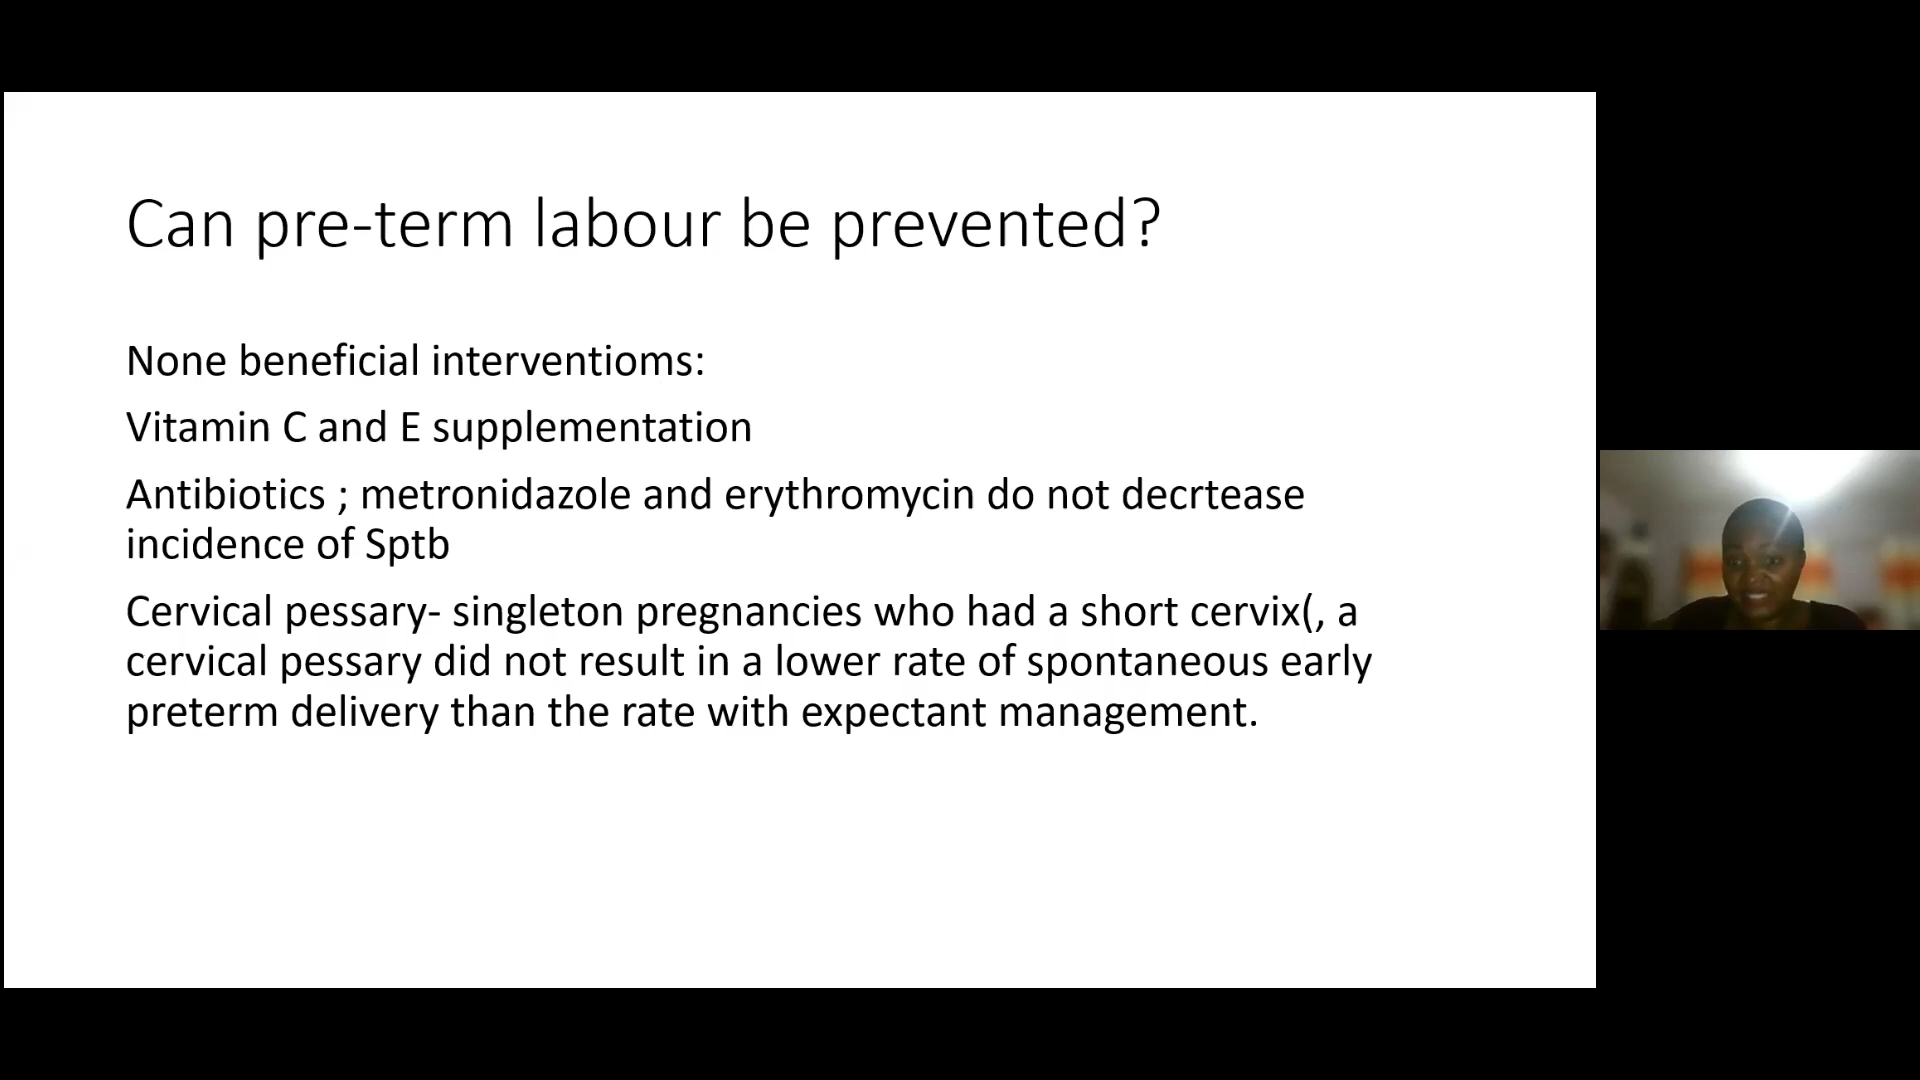 Can pre-term labour be prevented?
None beneficial interventioms:
Vitamin C and E supplementation
Antibiotics ; metronidazole and erythromycin do not decrtease
incidence of Sptb
Cervical pessary- singleton pregnancies who had a short cervix(, a
cervical pessary did not result in a lower rate of spontaneous early
preterm delivery than the rate with expectant management.